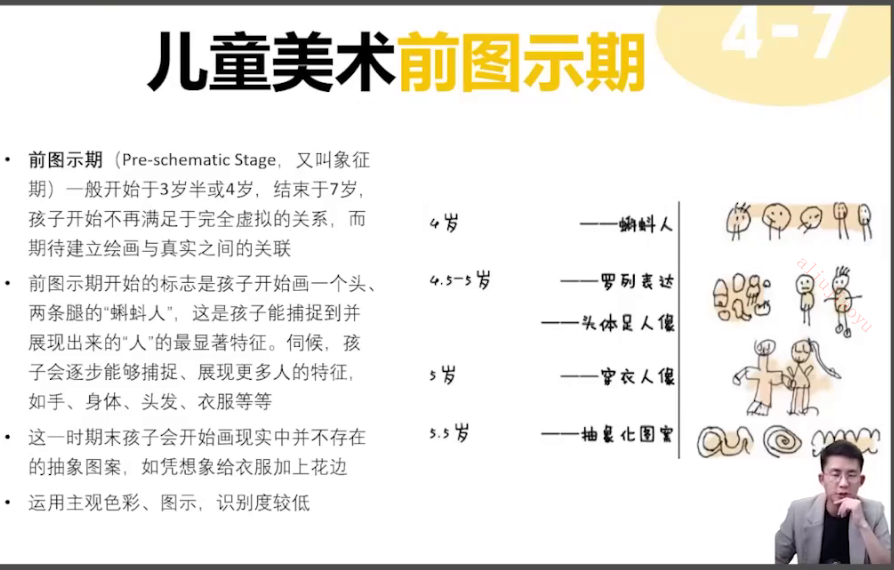 儿童美术前图示期
4-7
• 前图示期（Pre-schematic Stage，又叫象征
期）一般开始于3岁半或4岁，结束于7岁，
孩子开始不再满足于完全虚拟的关系，而
期待建立绘画与真实之间的关联
• 前图示期开始的标志是孩子开始画一个头、
两条腿的“蝌蚪人”，这是孩子能捕捉到并
展现出来的“人”的最显著特征。伺候，孩
子会逐步能够捕捉、展现更多人的特征，
如手、身体、头发、衣服等等
• 这一时期末孩子会开始画现实中并不存在
的抽象图案，如凭想象给衣服加上花边
• 运用主观色彩、图示，识别度较低
4岁 ——蝌蚪人
4.5-5岁 ——罗列表达
——头体足人像
5岁 ——穿衣人像
5.5岁 ——抽象化图案